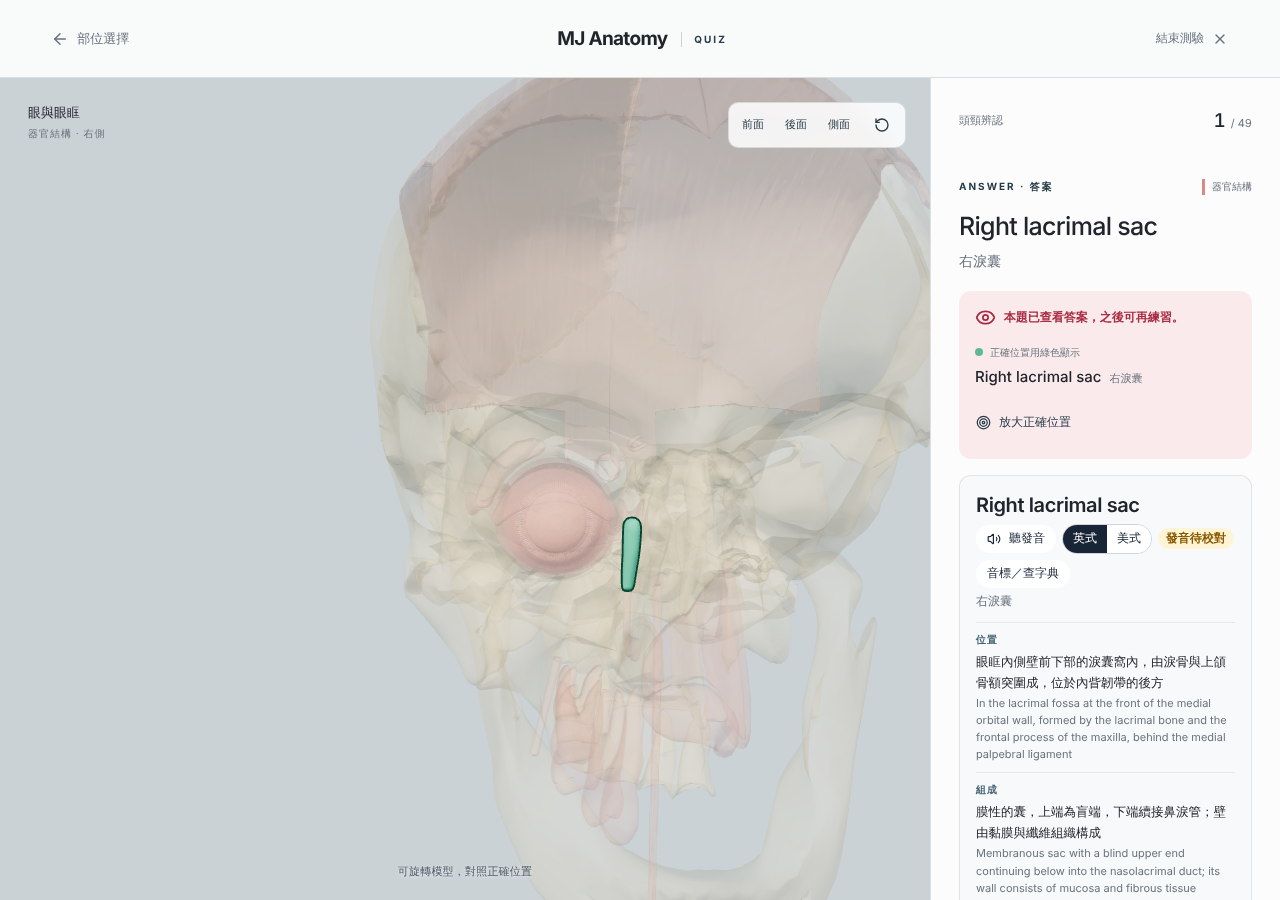 部位選擇
MJ Anatomy
QUIZ
結束測驗
眼與眼眶
器官結構 · 右側
前面
後面
側面
可旋轉模型，對照正確位置
頭頸辨認
1 / 49
ANSWER · 答案
器官結構
Right lacrimal sac
右淚囊
本題已查看答案，之後可再練習。
正確位置用綠色顯示
Right lacrimal sac 右淚囊
放大正確位置
Right lacrimal sac
聽發音
英式
美式
發音待校對
音標／查字典
右淚囊
位置
眼眶內側壁前下部的淚囊窩內，由淚骨與上頜
骨額突圍成，位於內眥韌帶的後方
In the lacrimal fossa at the front of the medial
orbital wall, formed by the lacrimal bone and the
frontal process of the maxilla, behind the medial
palpebral ligament
組成
膜性的囊，上端為盲端，下端續接鼻淚管；壁
由黏膜與纖維組織構成
Membranous sac with a blind upper end
continuing below into the nasolacrimal duct; its
wall consists of mucosa and fibrous tissue